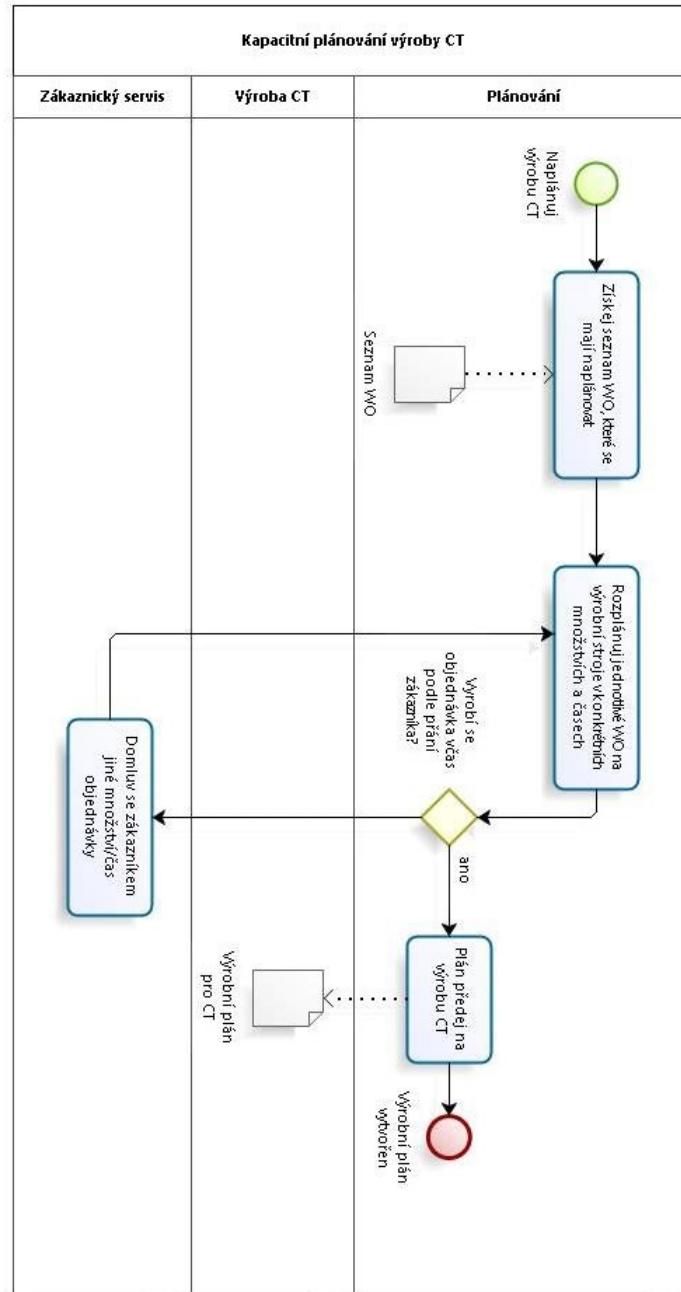 Kapacitní plánování výroby CT
Zákaznický servis
Výroba CT
Plánování
Naplánuj
výrobu CT
Získej seznam WO, které se
mají naplánovat
Seznam WO
Rozplánuj jednotlivé WO na
výrobní stroje v konkrétních
množstvích a časech
Vyrobí se
objednávka včas
podle přání
zákazníka?
ano
Domluv se zákazníkem
jiné množství/čas
objednávky
Plán předej na
výrobu CT
Výrobní plán
pro CT
Výrobní plán
vytvořen